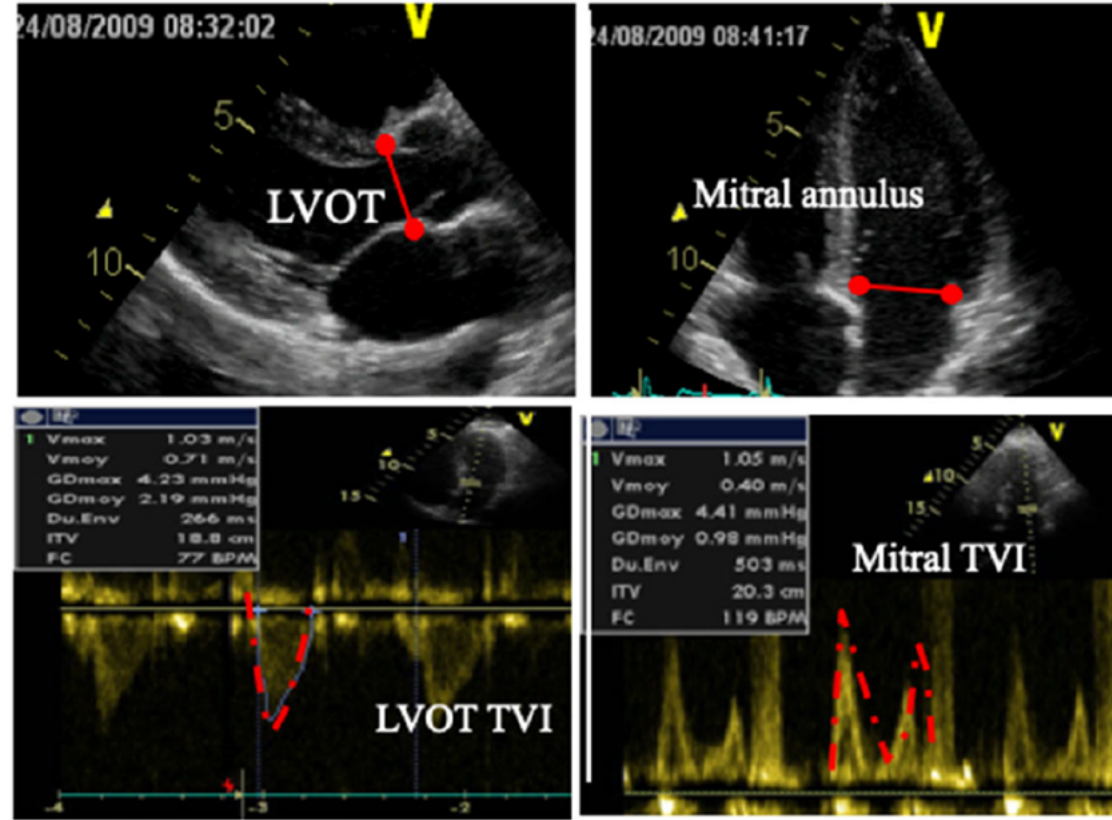 24/08/2009 08:32:02
V
5
LVOT
10
24/08/2009 08:41:17
V
5
Mitral annulus
10
1 Vmax 1.03 m/s
Vmoy 0.71 m/s
GDmax 4.23 mmHg
GDmoy 2.19 mmHg
Du.Env 266 ms
ITV 18.8 cm
FC 77 BPM
V
5
10
15
LVOT TVI
-4 -3 -2
1 Vmax 1.05 m/s
Vmoy 0.40 m/s
GDmax 4.41 mmHg
GDmoy 0.98 mmHg
Du.Env 503 ms
ITV 20.3 cm
FC 119 BPM
V
5
10
15
Mitral TVI